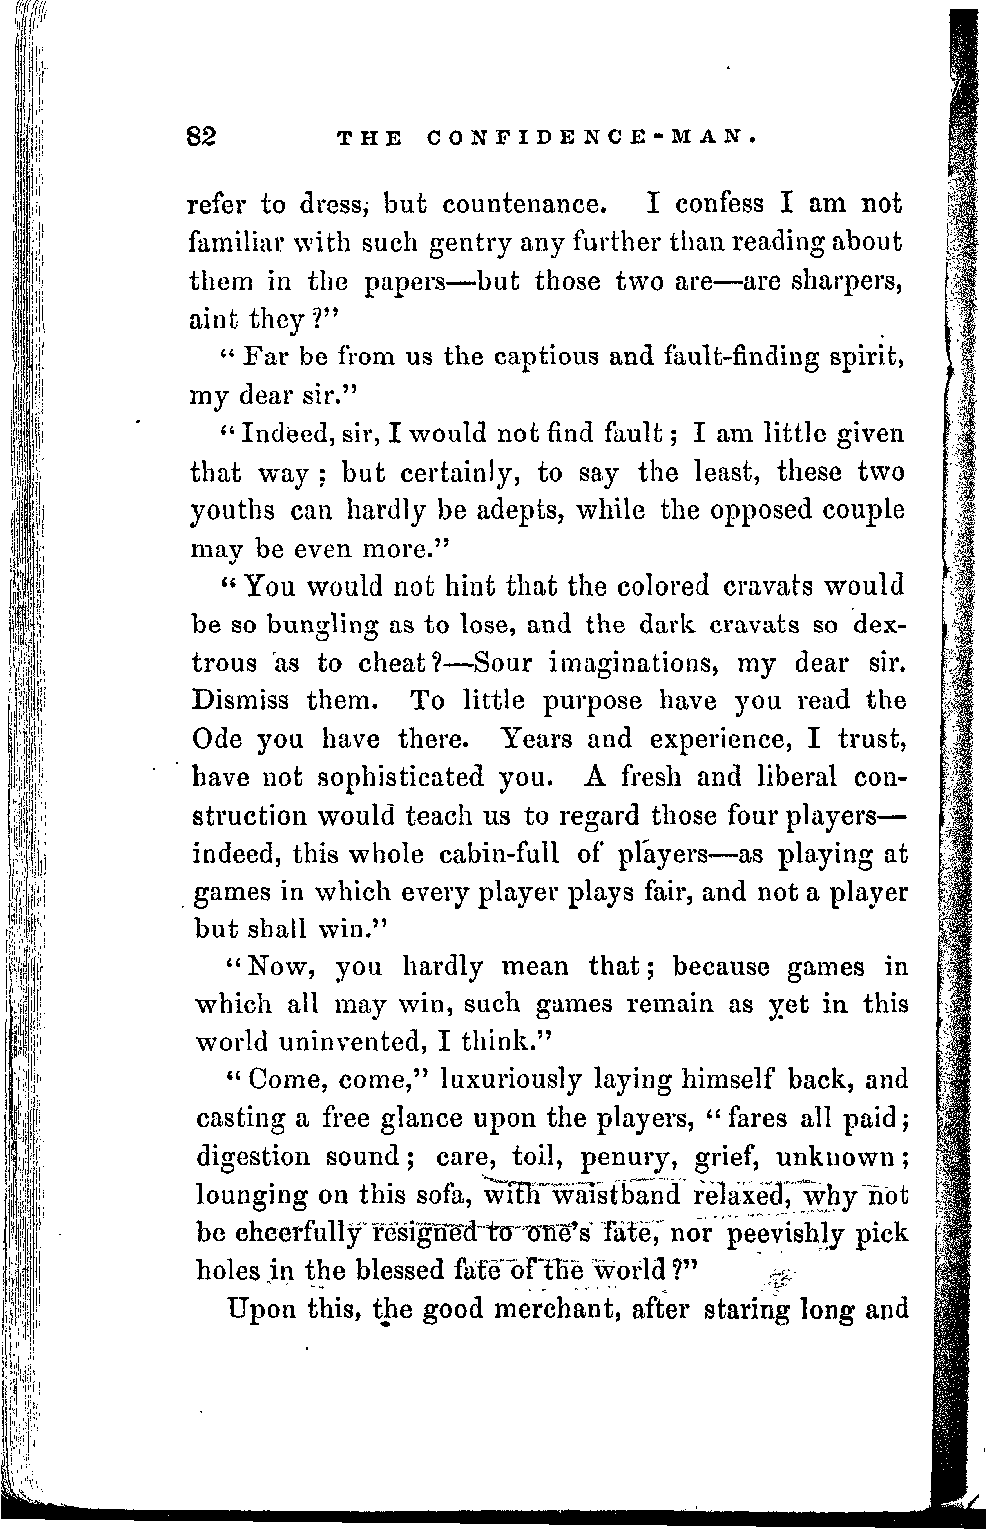 82 THE CONFIDENCE-MAN.
refer to dress, but countenance. I confess I am not
familiar with such gentry any further than reading about
them in the papers—but those two are—are sharpers,
aint they?"
"Far be from us the captious and fault-finding spirit,
my dear sir."
"Indeed, sir, I would not find fault; I am little given
that way; but certainly, to say the least, these two
youths can hardly be adepts, while the opposed couple
may be even more."
"You would not hint that the colored cravats would
be so bungling as to lose, and the dark cravats so dex-
trous as to cheat?—Sour imaginations, my dear sir.
Dismiss them. To little purpose have you read the
Ode you have there. Years and experience, I trust,
have not sophisticated you. A fresh and liberal con-
struction would teach us to regard those four players—
indeed, this whole cabin-full of players—as playing at
games in which every player plays fair, and not a player
but shall win."
"Now, you hardly mean that; because games in
which all may win, such games remain as yet in this
world uninvented, I think."
"Come, come," luxuriously laying himself back, and
casting a free glance upon the players, "fares all paid;
digestion sound; care, toil, penury, grief, unknown;
lounging on this sofa, with waistband relaxed, why not
be cheerfully resigned to one's fate, nor peevishly pick
holes in the blessed fate of the world?"
Upon this, the good merchant, after staring long and